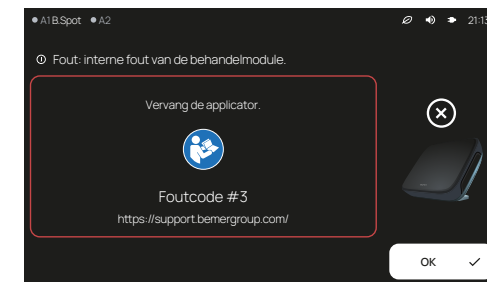 A1 B.Spot A2 21:13
Fout: interne fout van de behandelmodule.
Vervang de applicator.
Foutcode #3
https://support.bemergroup.com/
OK